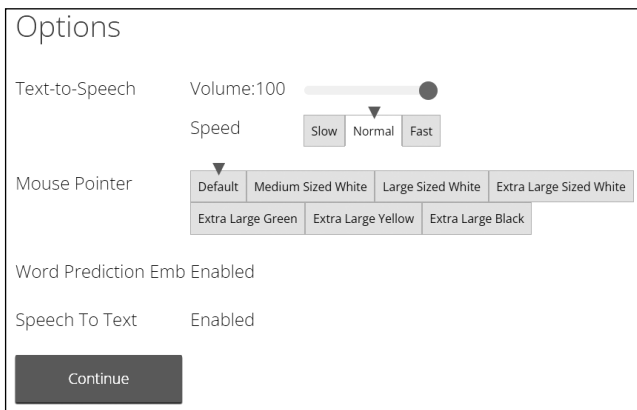 Options
Text-to-Speech Volume:100
Speed Slow Normal Fast
Mouse Pointer Default Medium Sized White Large Sized White Extra Large Sized White
Extra Large Green Extra Large Yellow Extra Large Black
Word Prediction Emb Enabled
Speech To Text Enabled
Continue